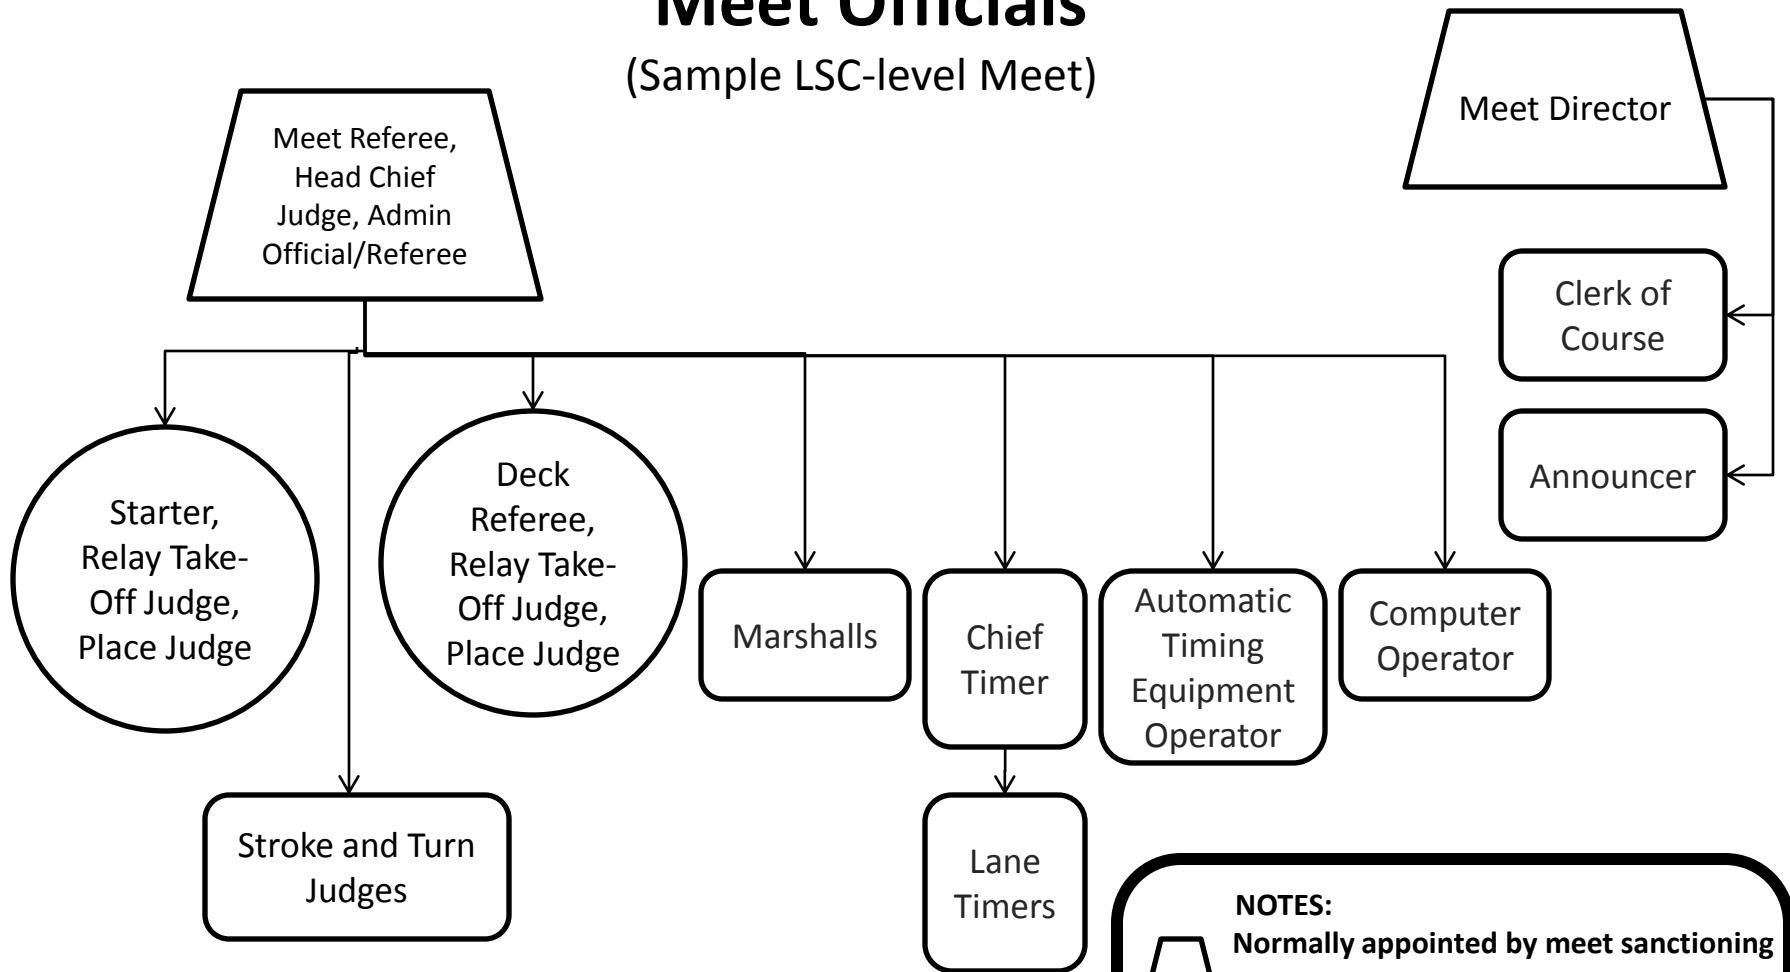 Meet Officials
(Sample LSC-level Meet)
Meet Director
Meet Referee,
Head Chief
Judge, Admin
Official/Referee
Clerk of
Course
Announcer
Starter,
Relay Take-
Off Judge,
Place Judge
Deck
Referee,
Relay Take-
Off Judge,
Place Judge
Marshalls
Chief
Timer
Automatic
Timing
Equipment
Operator
Computer
Operator
Stroke and Turn
Judges
Lane
Timers
NOTES:
Normally appointed by meet sanctioning